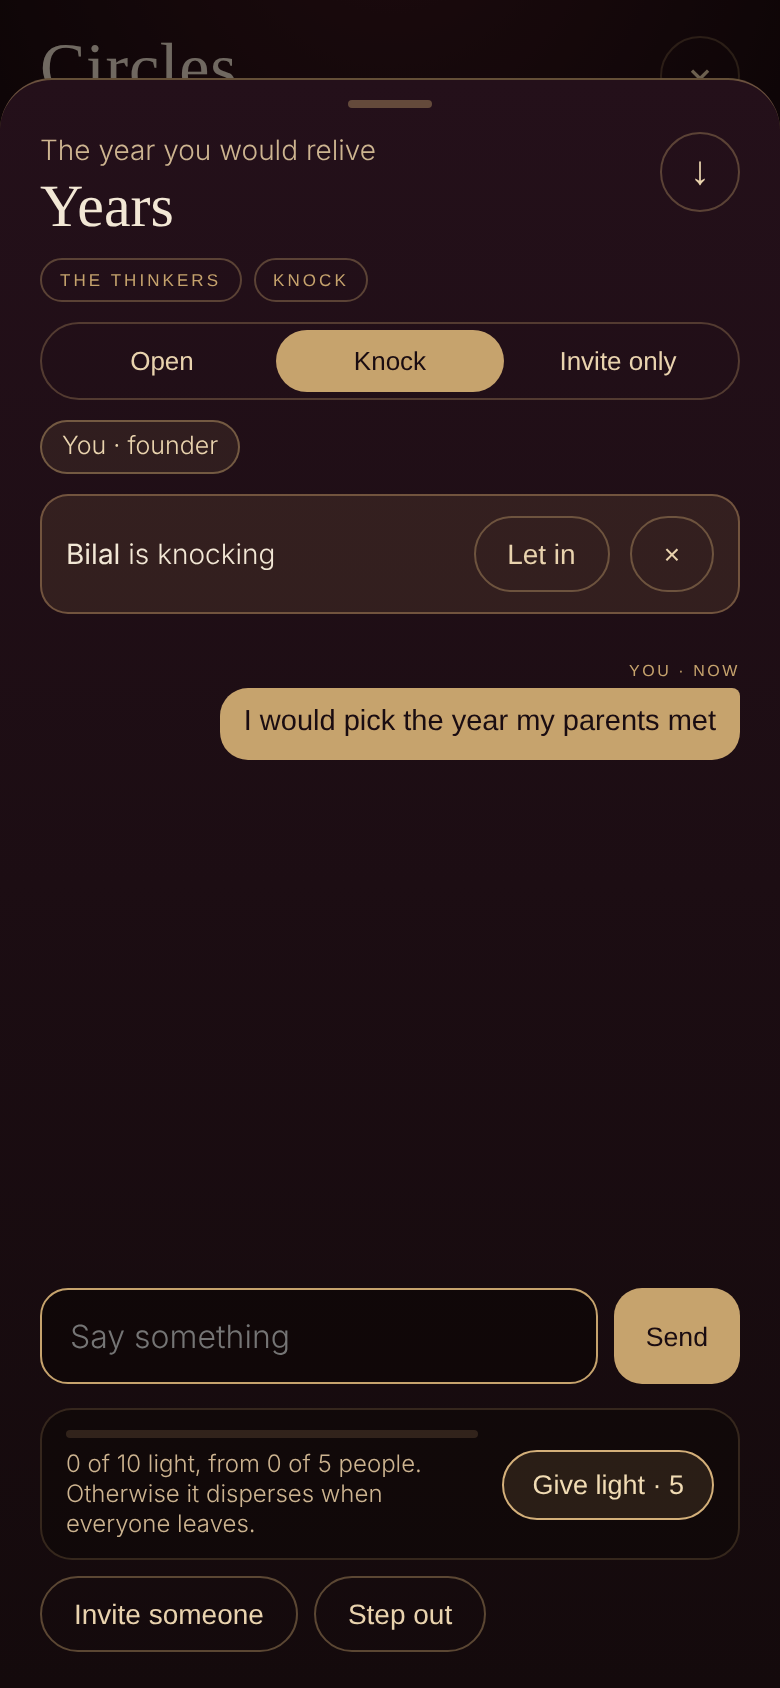 Circles
The year you would relive
Years
↓
THE THINKERS KNOCK
Open Knock Invite only
You · founder
Bilal is knocking Let in ×
YOU · NOW
I would pick the year my parents met
Say something Send
0 of 10 light, from 0 of 5 people.
Otherwise it disperses when
everyone leaves.
Give light · 5
Invite someone Step out